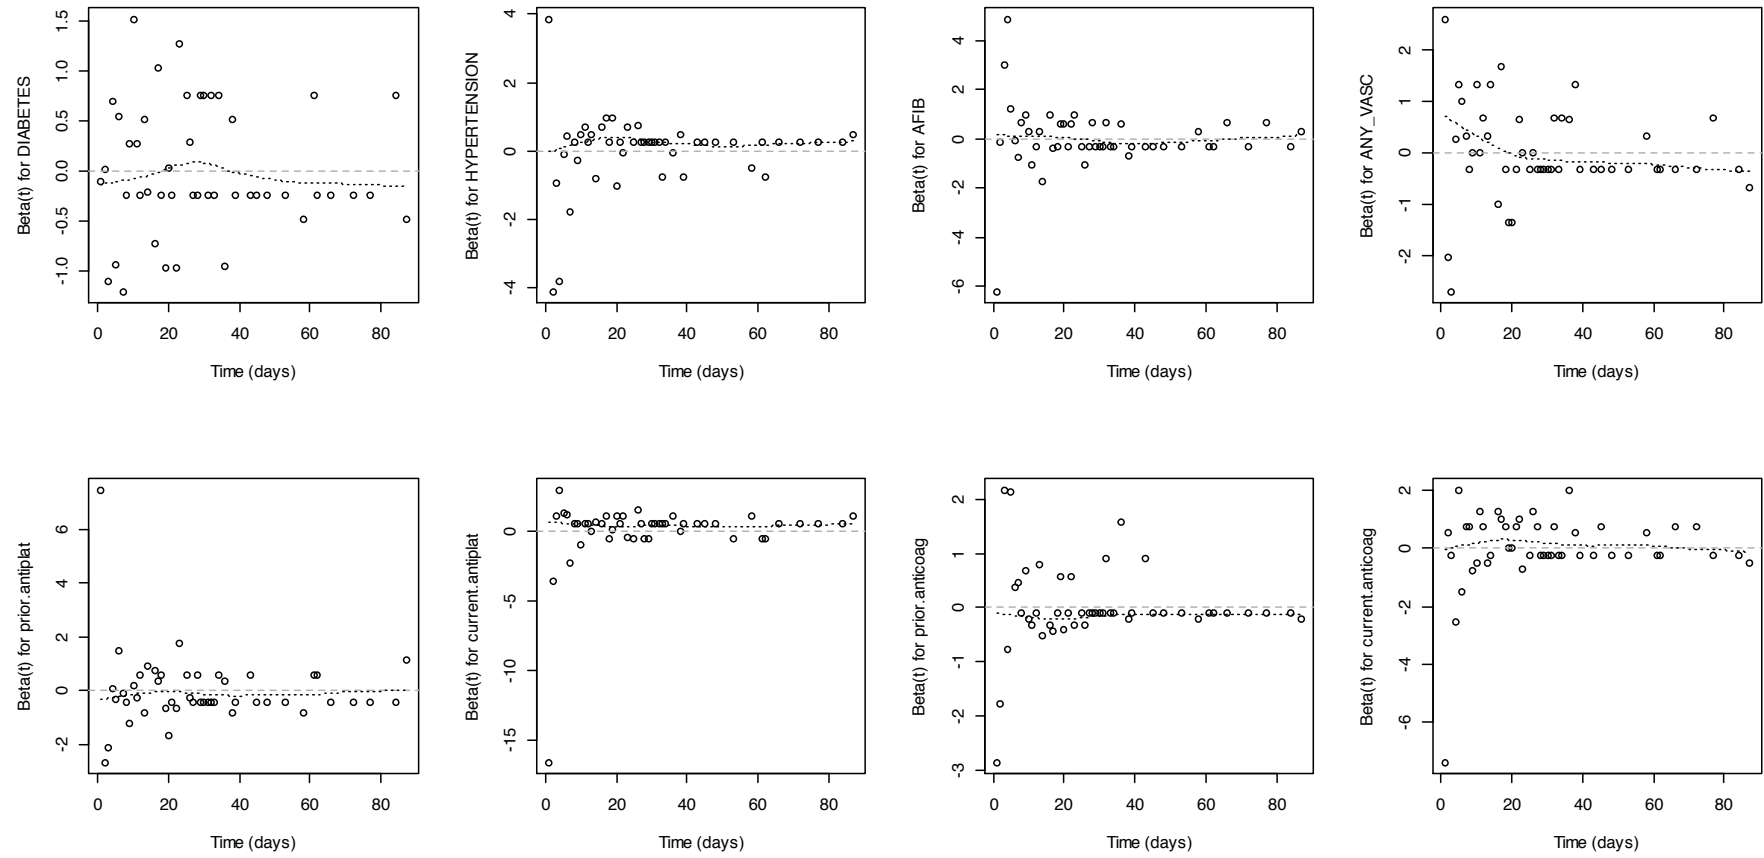 Beta(t) for DIABETES
1.5
1.0
0.5
0.0
-0.5
-1.0
0 20 40 60 80
Time (days)
Beta(t) for HYPERTENSION
4
2
0
-2
-4
0 20 40 60 80
Time (days)
Beta(t) for AFIB
4
2
0
-2
-4
-6
0 20 40 60 80
Time (days)
Beta(t) for ANY_VASC
2
1
0
-1
-2
0 20 40 60 80
Time (days)
Beta(t) for prior.antiplat
6
4
2
0
-2
0 20 40 60 80
Time (days)
Beta(t) for current.antiplat
0
-5
-10
-15
0 20 40 60 80
Time (days)
Beta(t) for prior.anticoag
2
1
0
-1
-2
-3
0 20 40 60 80
Time (days)
Beta(t) for current.anticoag
2
0
-2
-4
-6
0 20 40 60 80
Time (days)